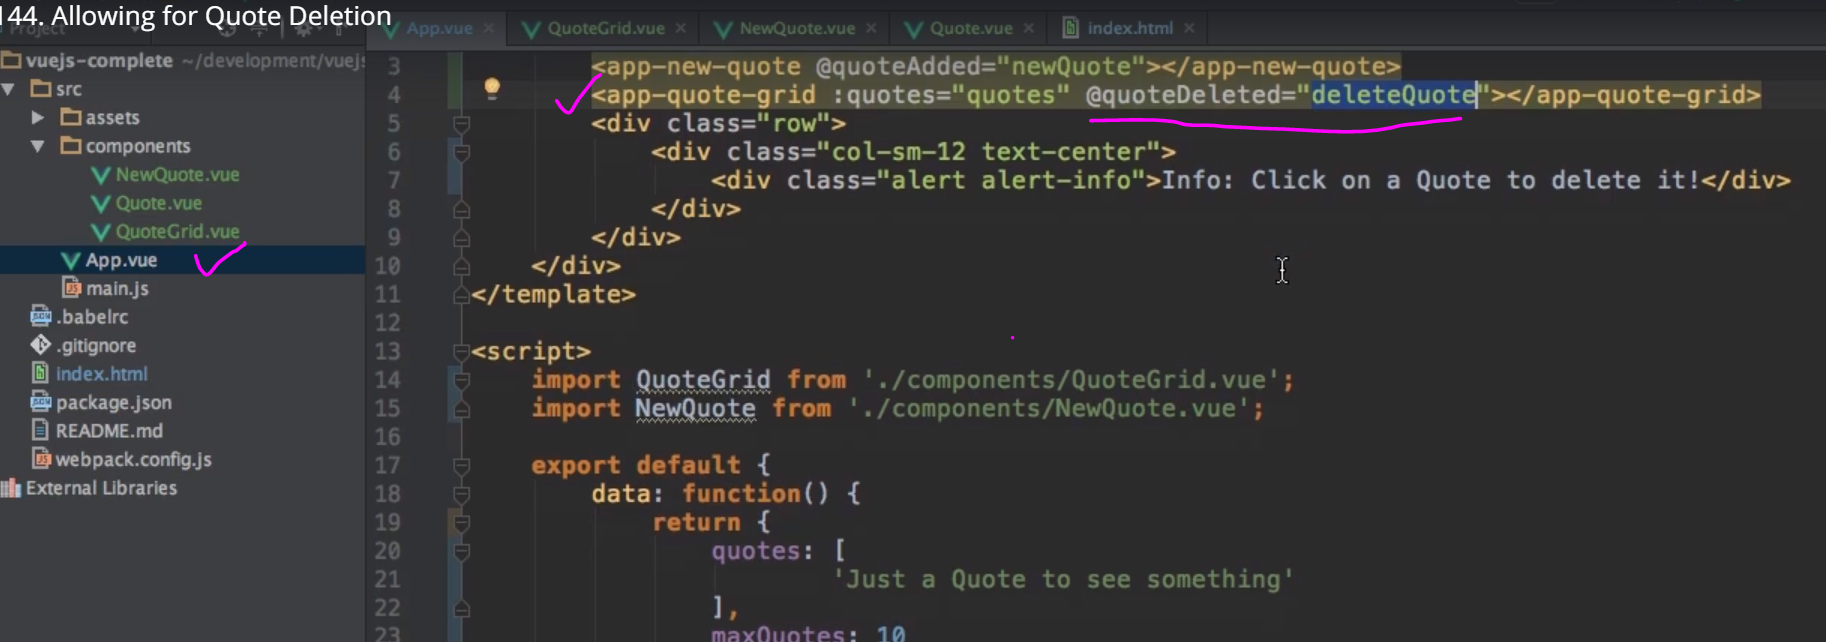 144. Allowing for Quote Deletion
Project
App.vue
QuoteGrid.vue
NewQuote.vue
Quote.vue
index.html
vuejs-complete ~/development/vuejs
src
assets
components
NewQuote.vue
Quote.vue
QuoteGrid.vue
App.vue
main.js
.babelrc
.gitignore
index.html
package.json
README.md
webpack.config.js
External Libraries
3 <app-new-quote @quoteAdded="newQuote"></app-new-quote>
4 <app-quote-grid :quotes="quotes" @quoteDeleted="deleteQuote"></app-quote-grid>
5 <div class="row">
6 <div class="col-sm-12 text-center">
7 <div class="alert alert-info">Info: Click on a Quote to delete it!</div>
8 </div>
9 </div>
10 </div>
11 </template>
12
13 <script>
14 import QuoteGrid from './components/QuoteGrid.vue';
15 import NewQuote from './components/NewQuote.vue';
16
17 export default {
18 data: function() {
19 return {
20 quotes: [
21 'Just a Quote to see something'
22 ],
23 maxQuotes: 10